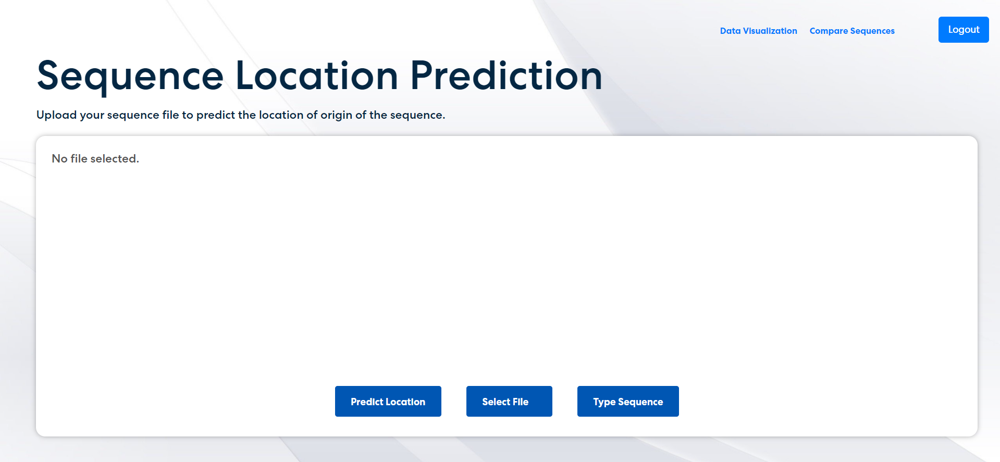 Data Visualization Compare Sequences Logout
Sequence Location Prediction
Upload your sequence file to predict the location of origin of the sequence.
No file selected.
Predict Location Select File Type Sequence